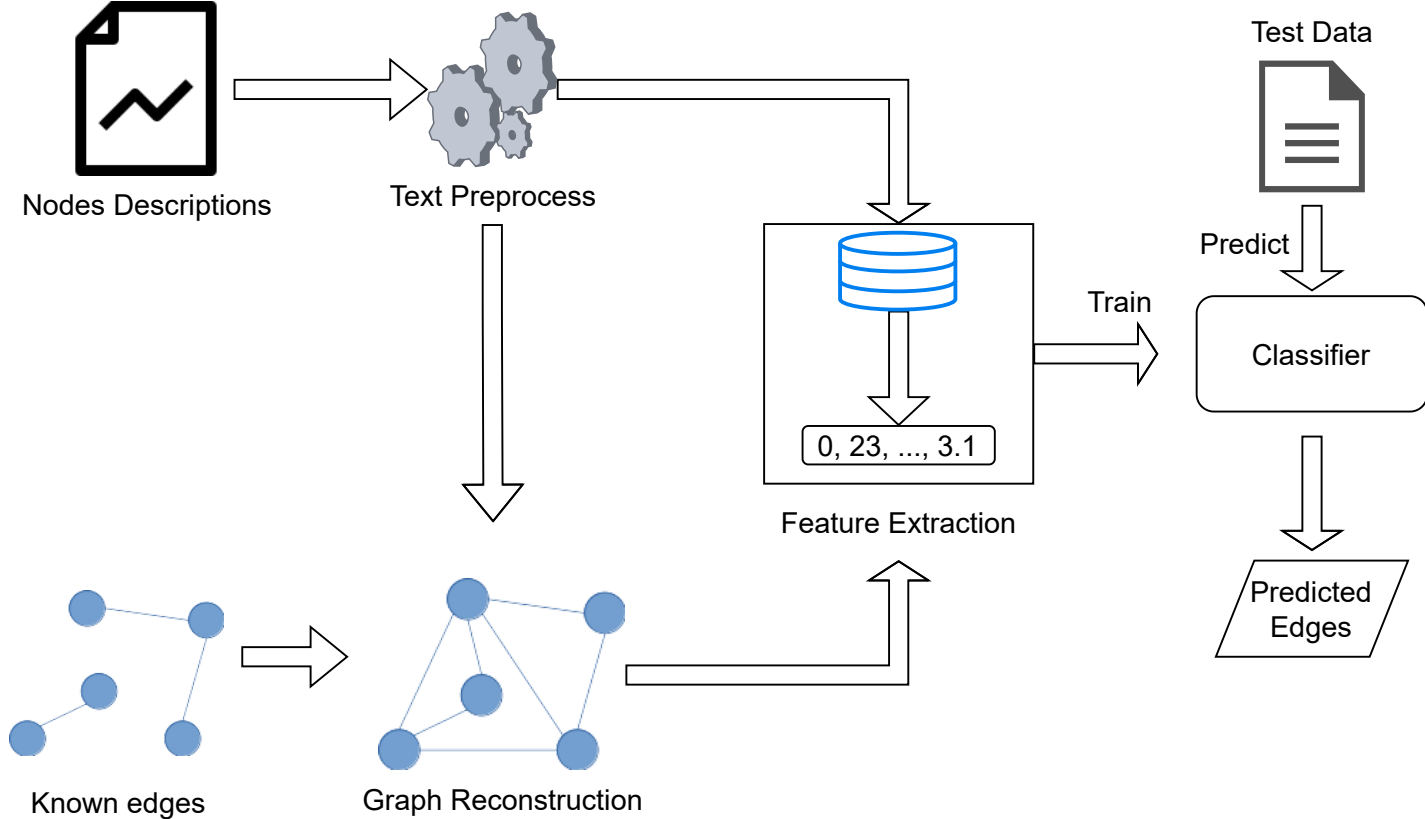 Test Data
Nodes Descriptions
Text Preprocess
Predict
Train
Classifier
0, 23, ..., 3.1
Feature Extraction
Predicted
Edges
Known edges
Graph Reconstruction